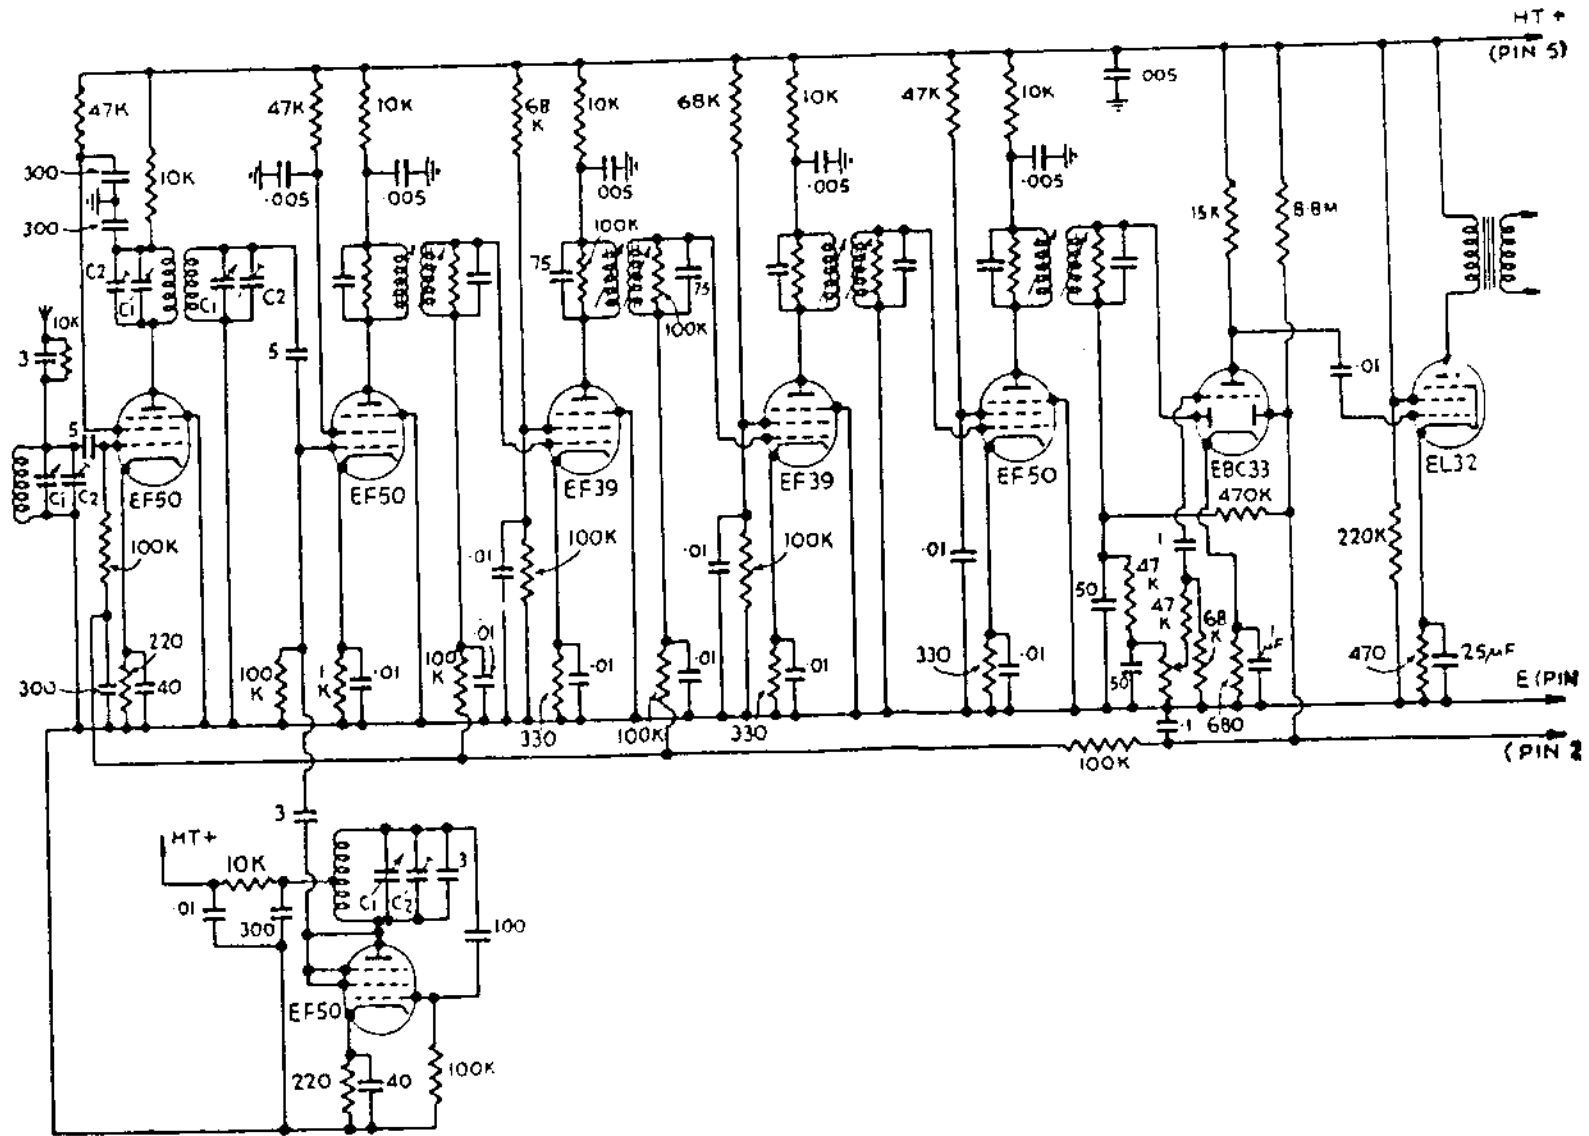 HT +
(PIN 5)
47K
47K
10K
68
K
10K
68K
10K
47K
10K
.005
300
10K
.005
.005
.005
.005
.005
15K
8.8M
300
100K
C2
C1
C1
C2
75
75
100K
10K
3
5
.01
5
C1
C2
EF50
EF50
EF39
EF39
EF50
EBC33
EL32
470K
100K
.01
100K
.01
100K
.01
220K
1
50
47
K
47
K
68
K
220
300
40
100
K
1
K
.01
100
K
.01
.01
.01
.01
330
.01
50
1
µF
470
25µF
330
100K
330
680
.1
E (PIN
100K
(PIN 2
3
HT+
10K
.01
300
C1
C2
3
100
EF50
220
40
100K